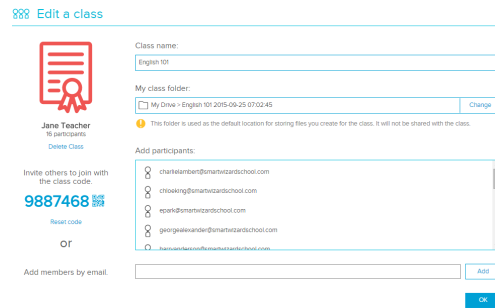 Edit a class
Class name:
English 101
My class folder:
My Drive > English 101 2015-09-25 07:02:45
Change
This folder is used as the default location for storing files you create for the class. It will not be shared with the class.
Jane Teacher
16 participants
Delete Class
Invite others to join with
the class code.
9887468
Reset code
or
Add participants:
charlielambert@smartwizardschool.com
chloeking@smartwizardschool.com
epark@smartwizardschool.com
georgealexander@smartwizardschool.com
harryanderson@smartwizardschool.com
Add members by email.
Add
OK